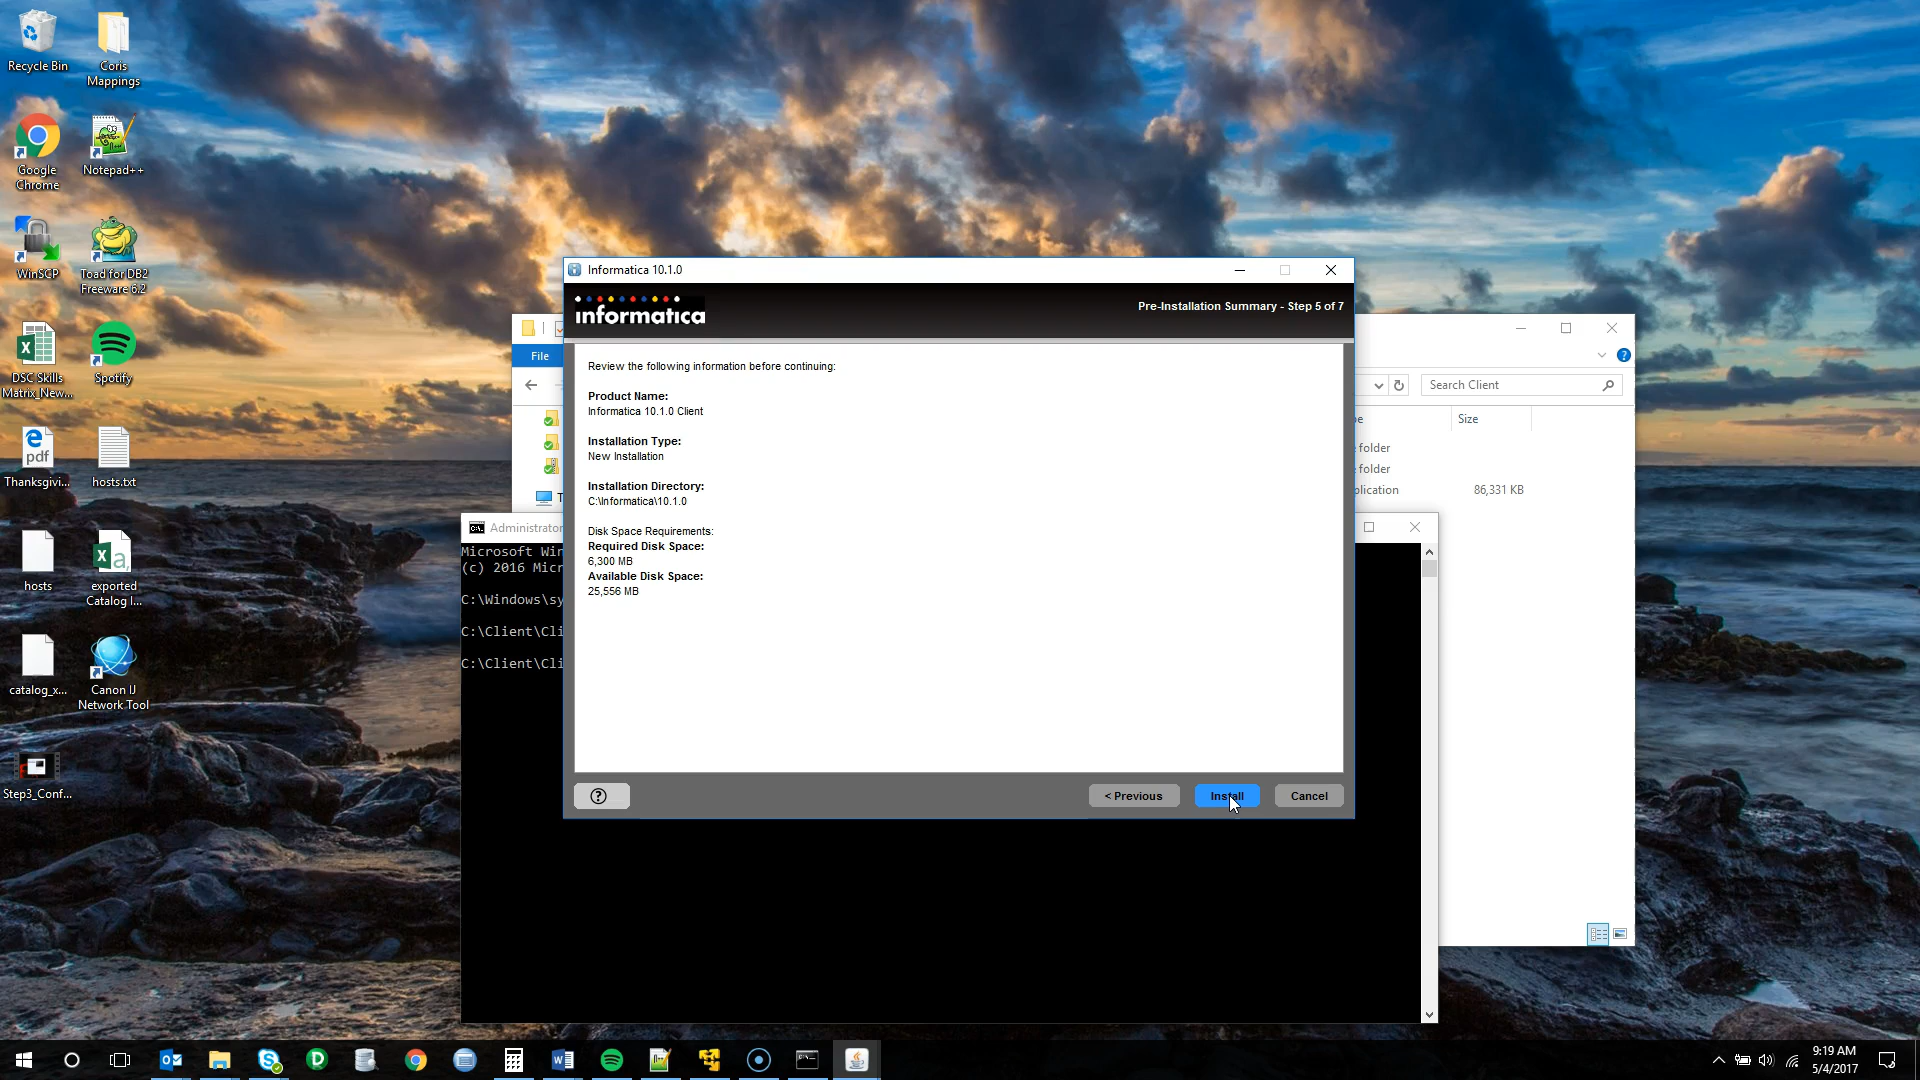 Recycle Bin
Coris
Mappings
Google
Chrome
Notepad++
WinSCP
Toad for DB2
Freeware 6.2
DSC Skills
Matrix_New...
Spotify
Thanksgivi...
hosts.txt
hosts
exported
Catalog I...
catalog_x...
Canon IJ
Network Tool
Step3_Conf...
Informatica 10.1.0
informatica
Pre-Installation Summary - Step 5 of 7
Review the following information before continuing:
Product Name:
Informatica 10.1.0 Client
Installation Type:
New Installation
Installation Directory:
C:\Informatica\10.1.0
Disk Space Requirements:
Required Disk Space:
6,300 MB
Available Disk Space:
25,556 MB
< Previous
Install
Cancel
File
Search Client
Size
folder
folder
86,331 KB
Administrator
Microsoft Win
(c) 2016 Micr
C:\Windows\sy
C:\Client\Cli
C:\Client\Cli
9:19 AM
5/4/2017